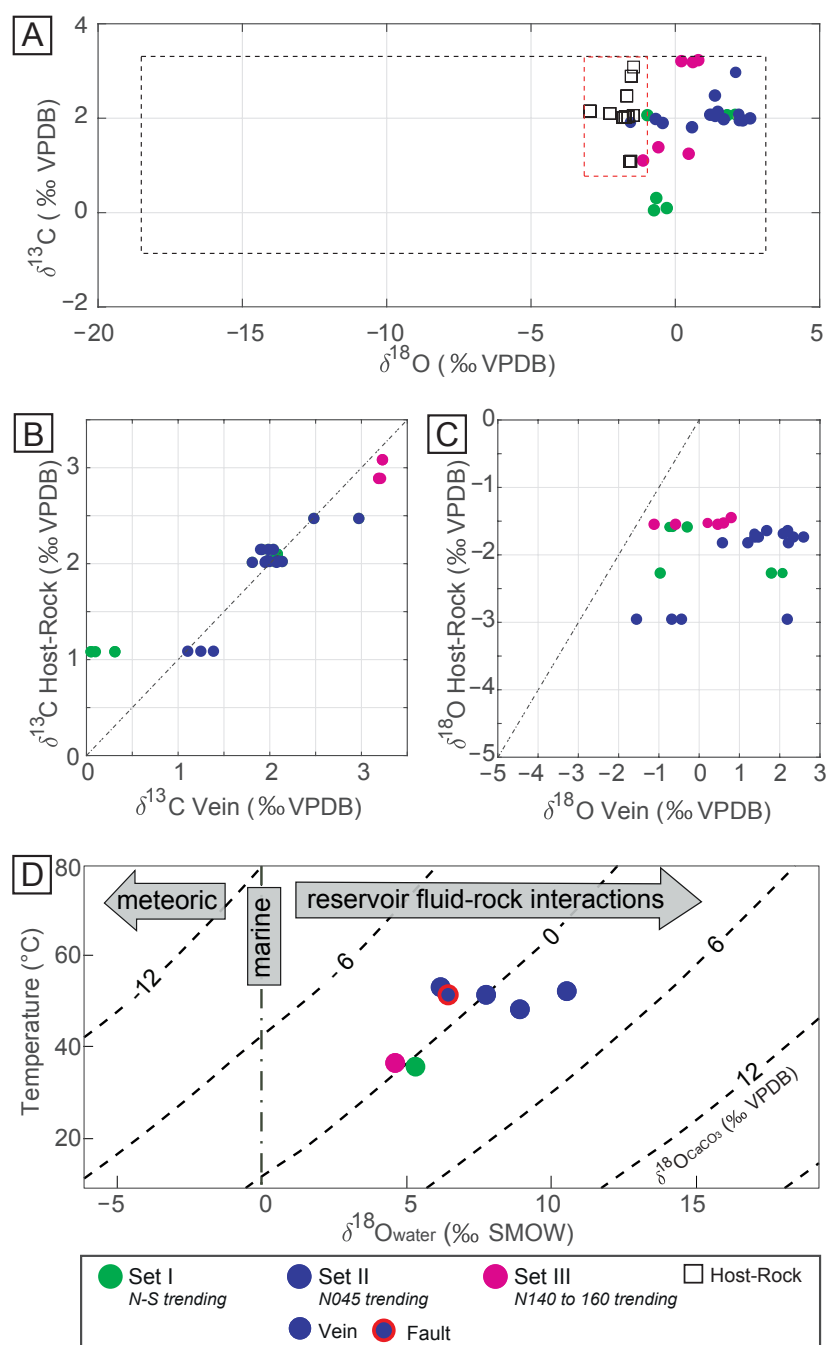 A
4
2
0
−2
δ13C ( ‰ VPDB)
−20
−15
−10
−5
0
5
δ18O ( ‰ VPDB)
B
3
2
1
0
δ13C Host-Rock (‰ VPDB)
0
1
2
3
δ13C Vein (‰ VPDB)
C
−0
−1
−2
−3
−4
−5
δ18O Host-Rock (‰ VPDB)
−5
−4
−3
−2
−1
0
1
2
3
δ18O Vein (‰ VPDB)
D
80
60
40
20
Temperature (°C)
meteoric
marine
reservoir fluid-rock interactions
-12
6
0
6
12
δ18OCaCO3 (‰ VPDB)
−5
0
5
10
15
δ18Owater (‰ SMOW)
Set I
N-S trending
Set II
N045 trending
Set III
N140 to 160 trending
Host-Rock
Vein
Fault